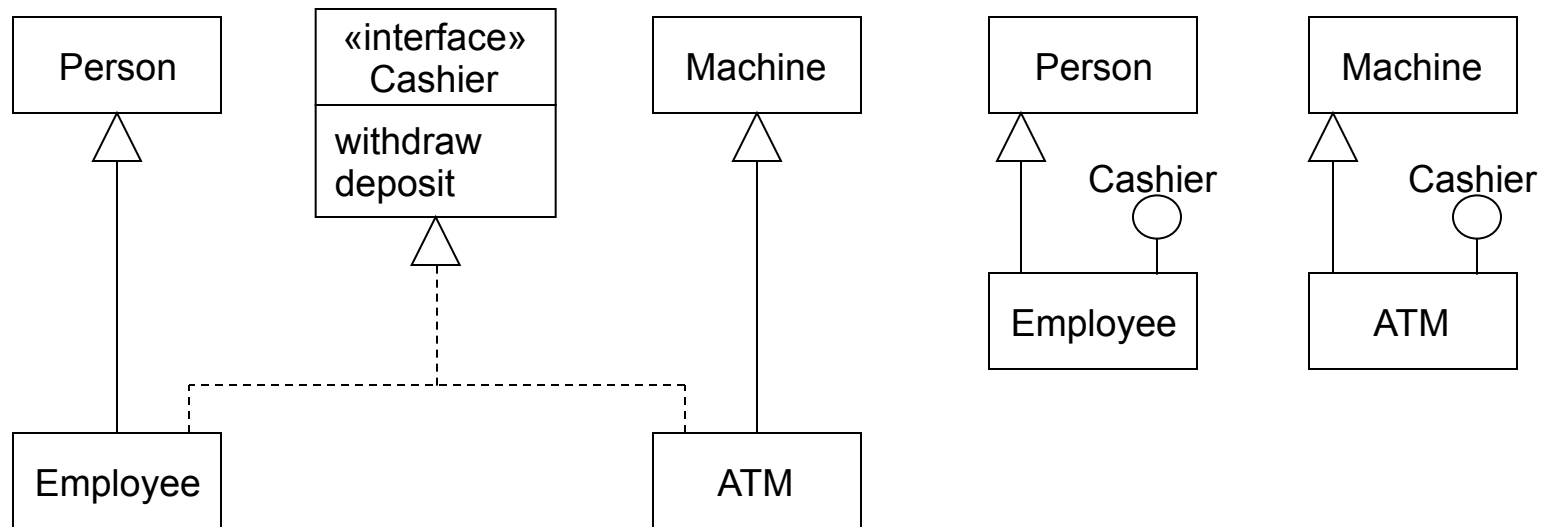 Person
«interface»
Cashier
withdraw
deposit
Machine
Employee
ATM
Person
Cashier
Employee
Machine
Cashier
ATM